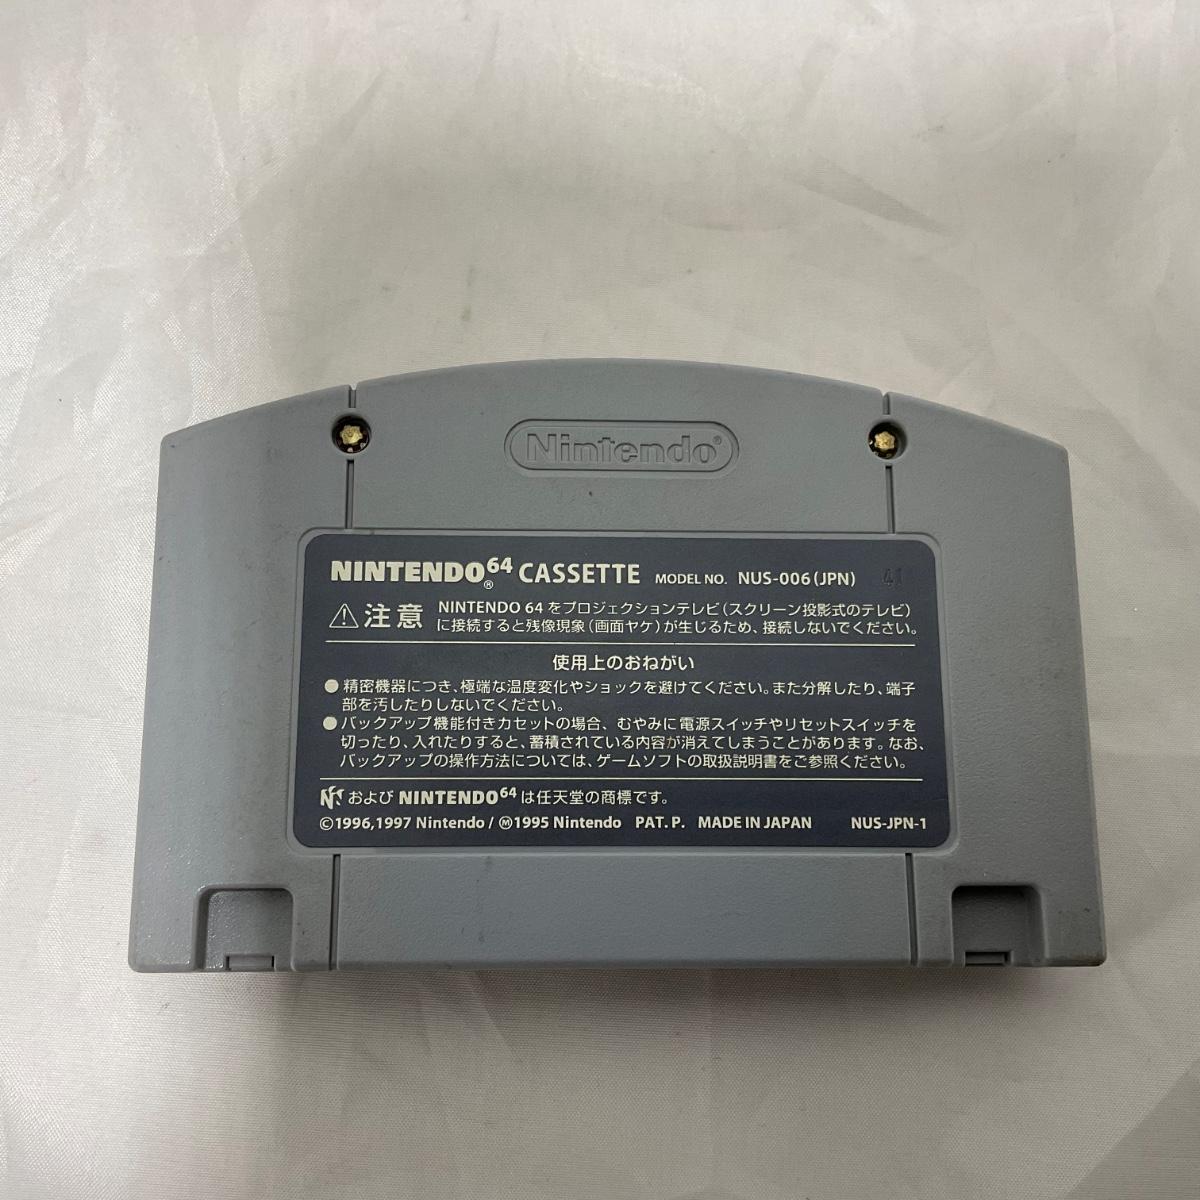 Nintendo®
NINTENDO64® CASSETTE MODEL NO. NUS-006(JPN) 41
⚠注意 NINTENDO 64 をプロジェクションテレビ(スクリーン投影式のテレビ)
に接続すると残像現象(画面ヤケ)が生じるため、接続しないでください。
使用上のおねがい
●精密機器につき、極端な温度変化やショックを避けてください。また分解したり、端子
部を汚したりしないでください。
●バックアップ機能付きカセットの場合、むやみに電源スイッチやリセットスイッチを
切ったり、入れたりすると、蓄積されている内容が消えてしまうことがあります。なお、
バックアップの操作方法については、ゲームソフトの取扱説明書をご参照ください。
およびNINTENDO64は任天堂の商標です。
©1996,1997 Nintendo/Ⓜ1995 Nintendo PAT.P. MADE IN JAPAN NUS-JPN-1